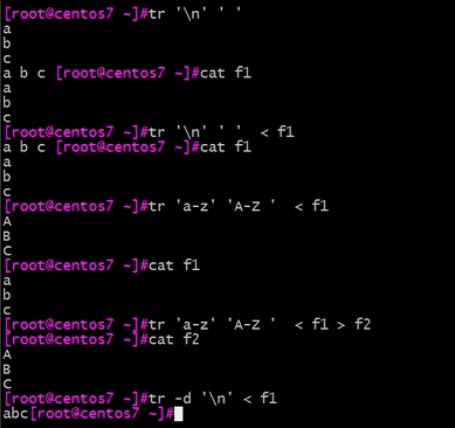 [root@centos7 ~]#tr '\n' ' '
a
b
c
a b c [root@centos7 ~]#cat f1
a
b
c
[root@centos7 ~]#tr '\n' ' '  < f1
a b c [root@centos7 ~]#cat f1
a
b
c
[root@centos7 ~]#tr 'a-z' 'A-Z '  < f1
A
B
C
[root@centos7 ~]#cat f1
a
b
c
[root@centos7 ~]#tr 'a-z' 'A-Z '  < f1 > f2
[root@centos7 ~]#cat f2
A
B
C
[root@centos7 ~]#tr -d '\n' < f1
abc[root@centos7 ~]#